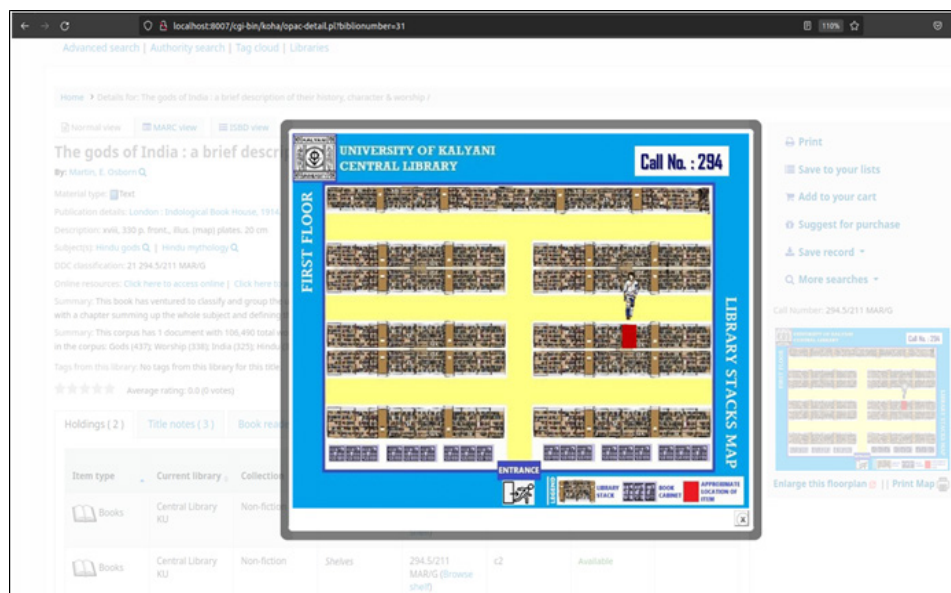 localhost:8007/cgi-bin/koha/opac-detail.pl?biblionumber=31
110%
Advanced search | Authority search | Tag cloud | Libraries
Home Details for: The gods of India : a brief description of their history, character & worship /
Normal view MARC view ISBD view
The gods of India : a brief descrip
By: Martin, E. Osborn
Material type: Text
Publication details: London : Indological Book House, 1914
Description: xviii, 330 p. front., illus. (map) plates. 20 cm
Subject(s): Hindu gods | Hindu mythology
DDC classification: 21 294.5/211 MAR/G
Online resources: Click here to access online | Click here to
Summary: This book has ventured to classify and group the
with a chapter summing up the whole subject and defining
Summary: This corpus has 1 document with 106,490 total
in the corpus: Gods (437); Worship (338); India (325); Hindu
Tags from this library: No tags from this library for this title
Average rating: 0.0 (0 votes)
Holdings ( 2 ) Title notes ( 3 ) Book
Item type Current library Collection
Books Central Library KU Non-fiction
Books Central Library KU Non-fiction Shelves 294.5/211 MAR/G (Browse shelf) c2 Available
UNIVERSITY OF KALYANI
CENTRAL LIBRARY
Call No. : 294
FIRST FLOOR
LIBRARY STACKS MAP
ENTRANCE
LEGEND
LIBRARY STACK
BOOK CABINET
APPROXIMATE LOCATION OF ITEM
X
Print
Save to your lists
Add to your cart
Suggest for purchase
Save record
More searches
Call Number: 294.5/211 MAR/G
Call No. : 294
Enlarge this floorplan || Print Map